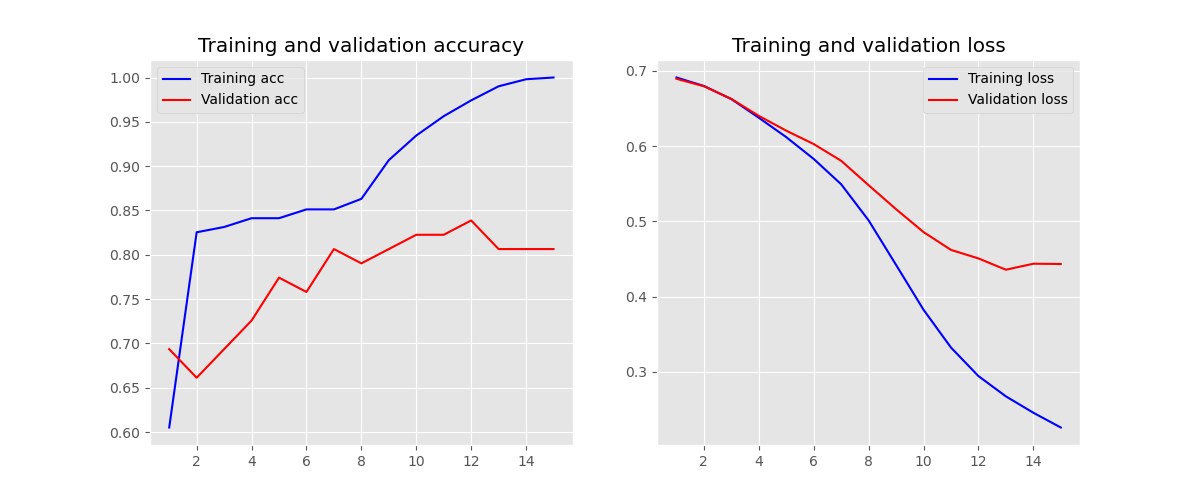 Training and validation accuracy
Training acc
Validation acc
1.00
0.95
0.90
0.85
0.80
0.75
0.70
0.65
0.60
2 4 6 8 10 12 14
Training and validation loss
Training loss
Validation loss
0.7
0.6
0.5
0.4
0.3
2 4 6 8 10 12 14